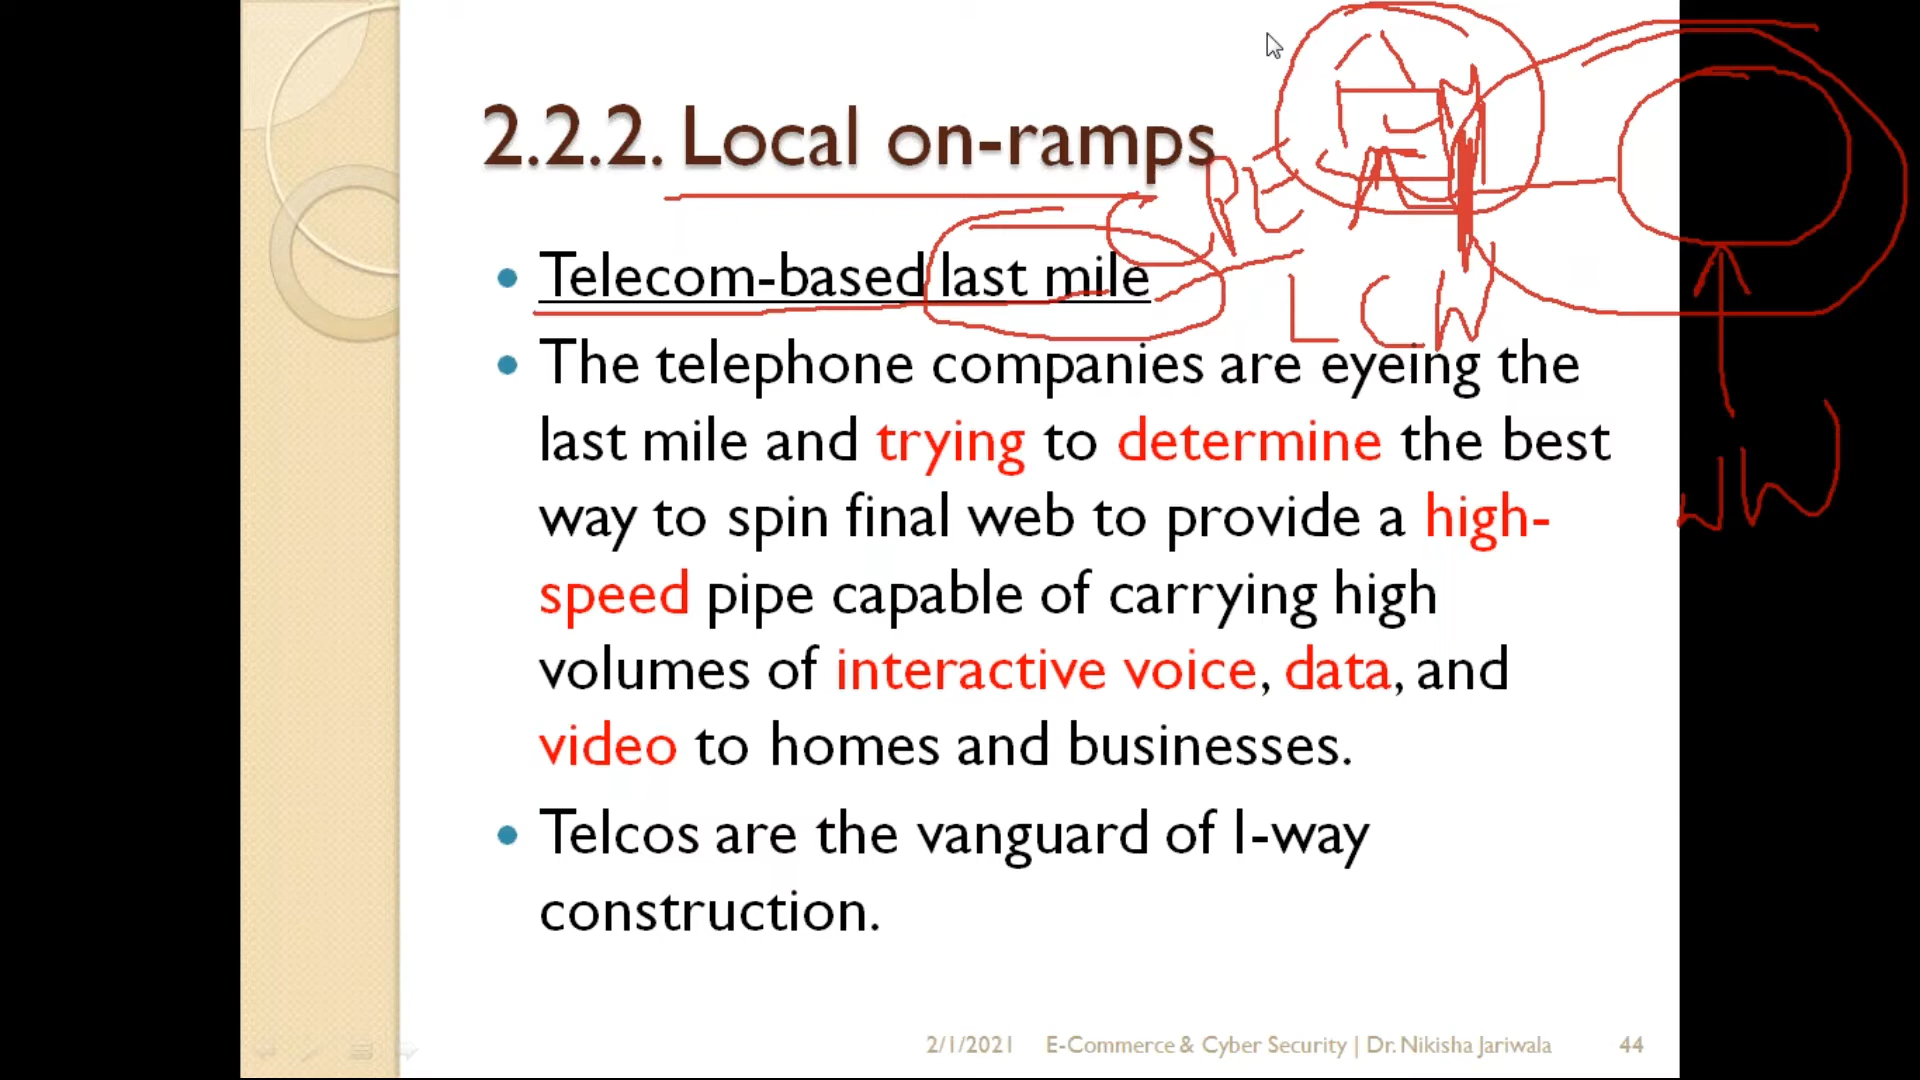 2.2.2. Local on-ramps
Telecom-based last mile
The telephone companies are eyeing the
last mile and trying to determine the best
way to spin final web to provide a high-
speed pipe capable of carrying high
volumes of interactive voice, data, and
video to homes and businesses.
Telcos are the vanguard of I-way
construction.
2/1/2021 E-Commerce & Cyber Security | Dr. Nikisha Jariwala 44